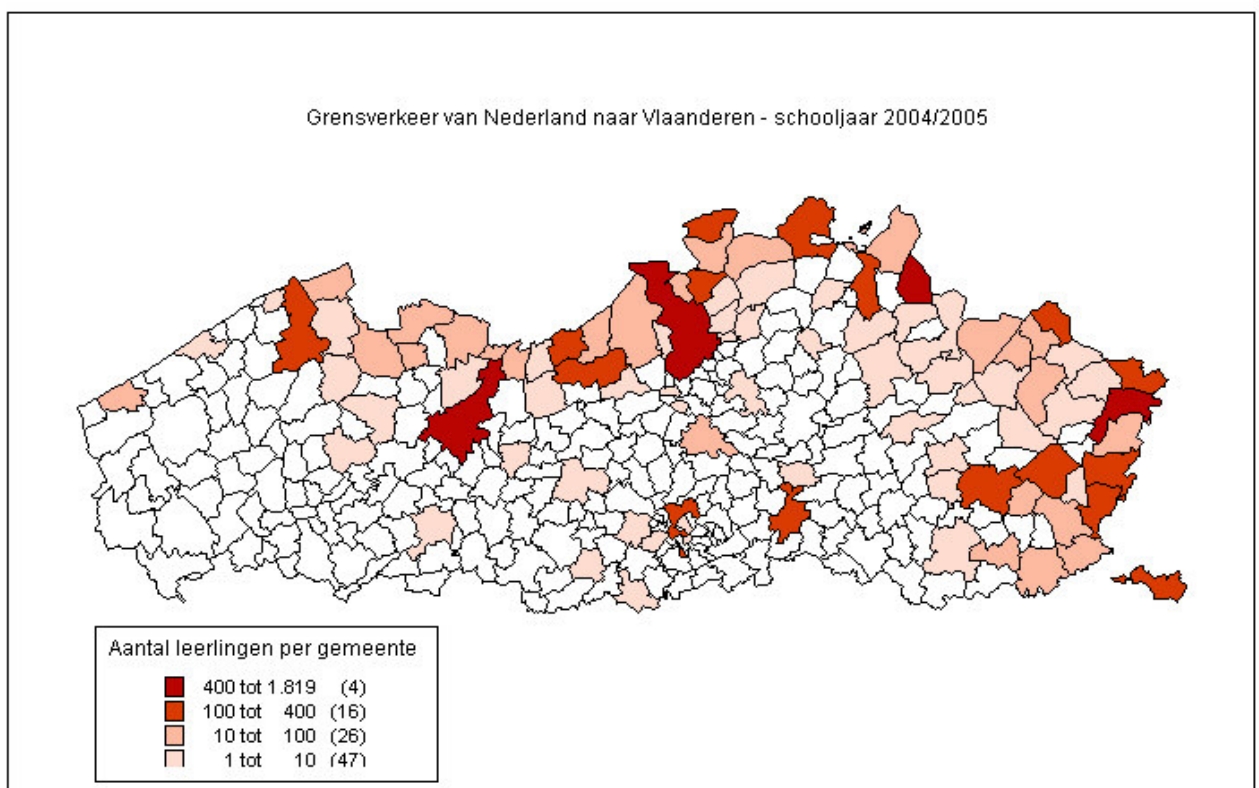 Grensverkeer van Nederland naar Vlaanderen - schooljaar 2004/2005
Aantal leerlingen per gemeente
400 tot 1.819 (4)
100 tot 400 (16)
10 tot 100 (26)
1 tot 10 (47)